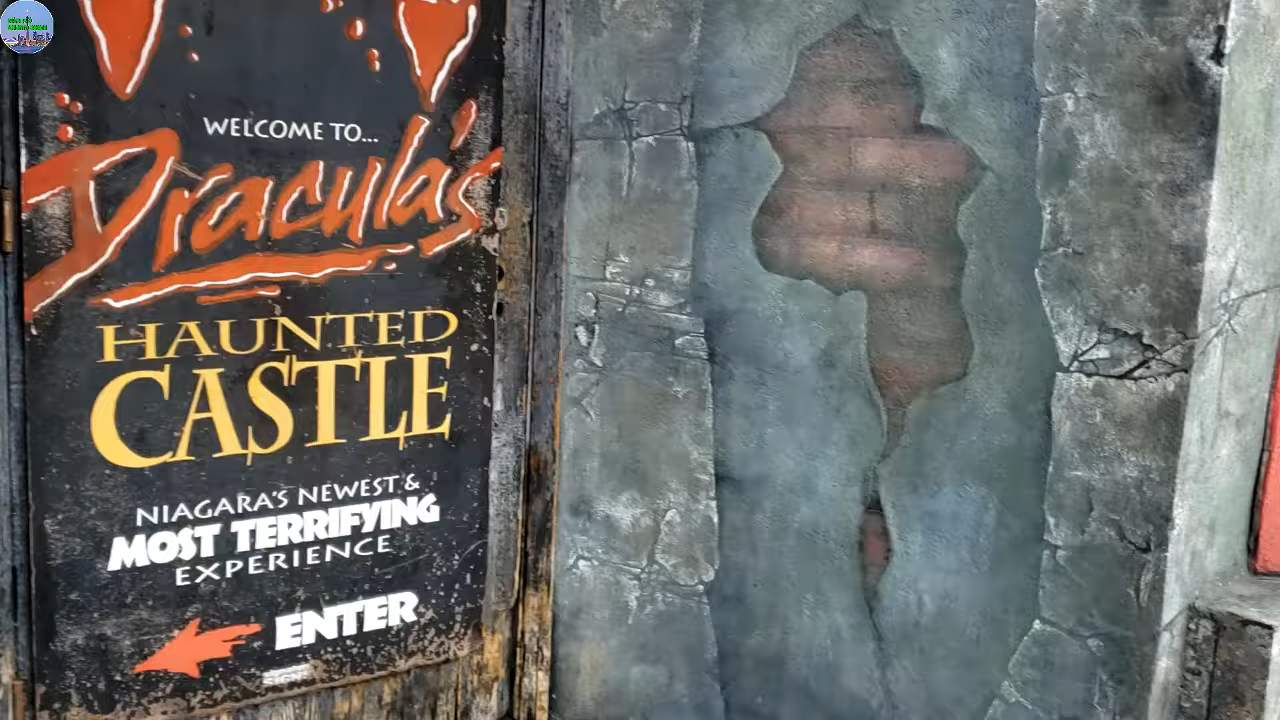 WELCOME TO...
Dracula's
HAUNTED
CASTLE
NIAGARA'S NEWEST &
MOST TERRIFYING
EXPERIENCE
ENTER